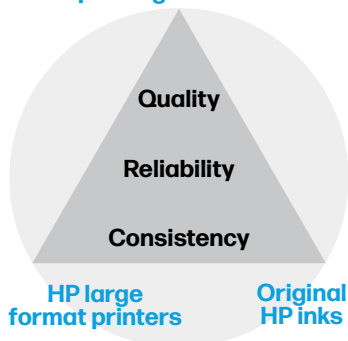 Quality
Reliability
Consistency
HP large
format printers
Original
HP inks